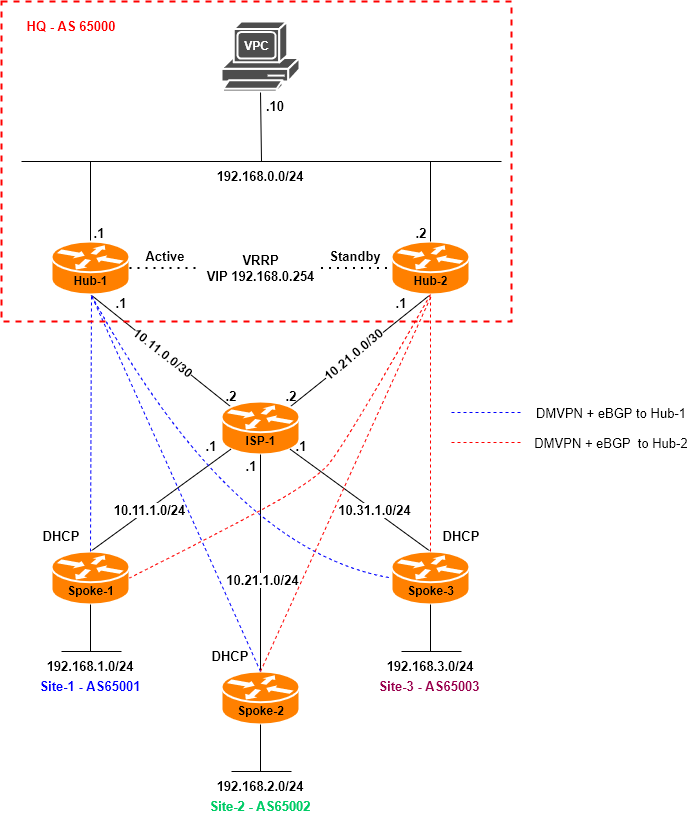 HQ - AS 65000
VPC
.10
192.168.0.0/24
.1
.2
Active
VRRP
Standby
VIP 192.168.0.254
Hub-1
Hub-2
.1
.1
10.11.0.0/30
10.21.0.0/30
.2
.2
ISP-1
DMVPN + eBGP to Hub-1
DMVPN + eBGP to Hub-2
.1
.1
.1
10.11.1.0/24
10.31.1.0/24
DHCP
DHCP
10.21.1.0/24
Spoke-1
Spoke-3
DHCP
192.168.1.0/24
192.168.3.0/24
Site-1 - AS65001
Site-3 - AS65003
Spoke-2
192.168.2.0/24
Site-2 - AS65002